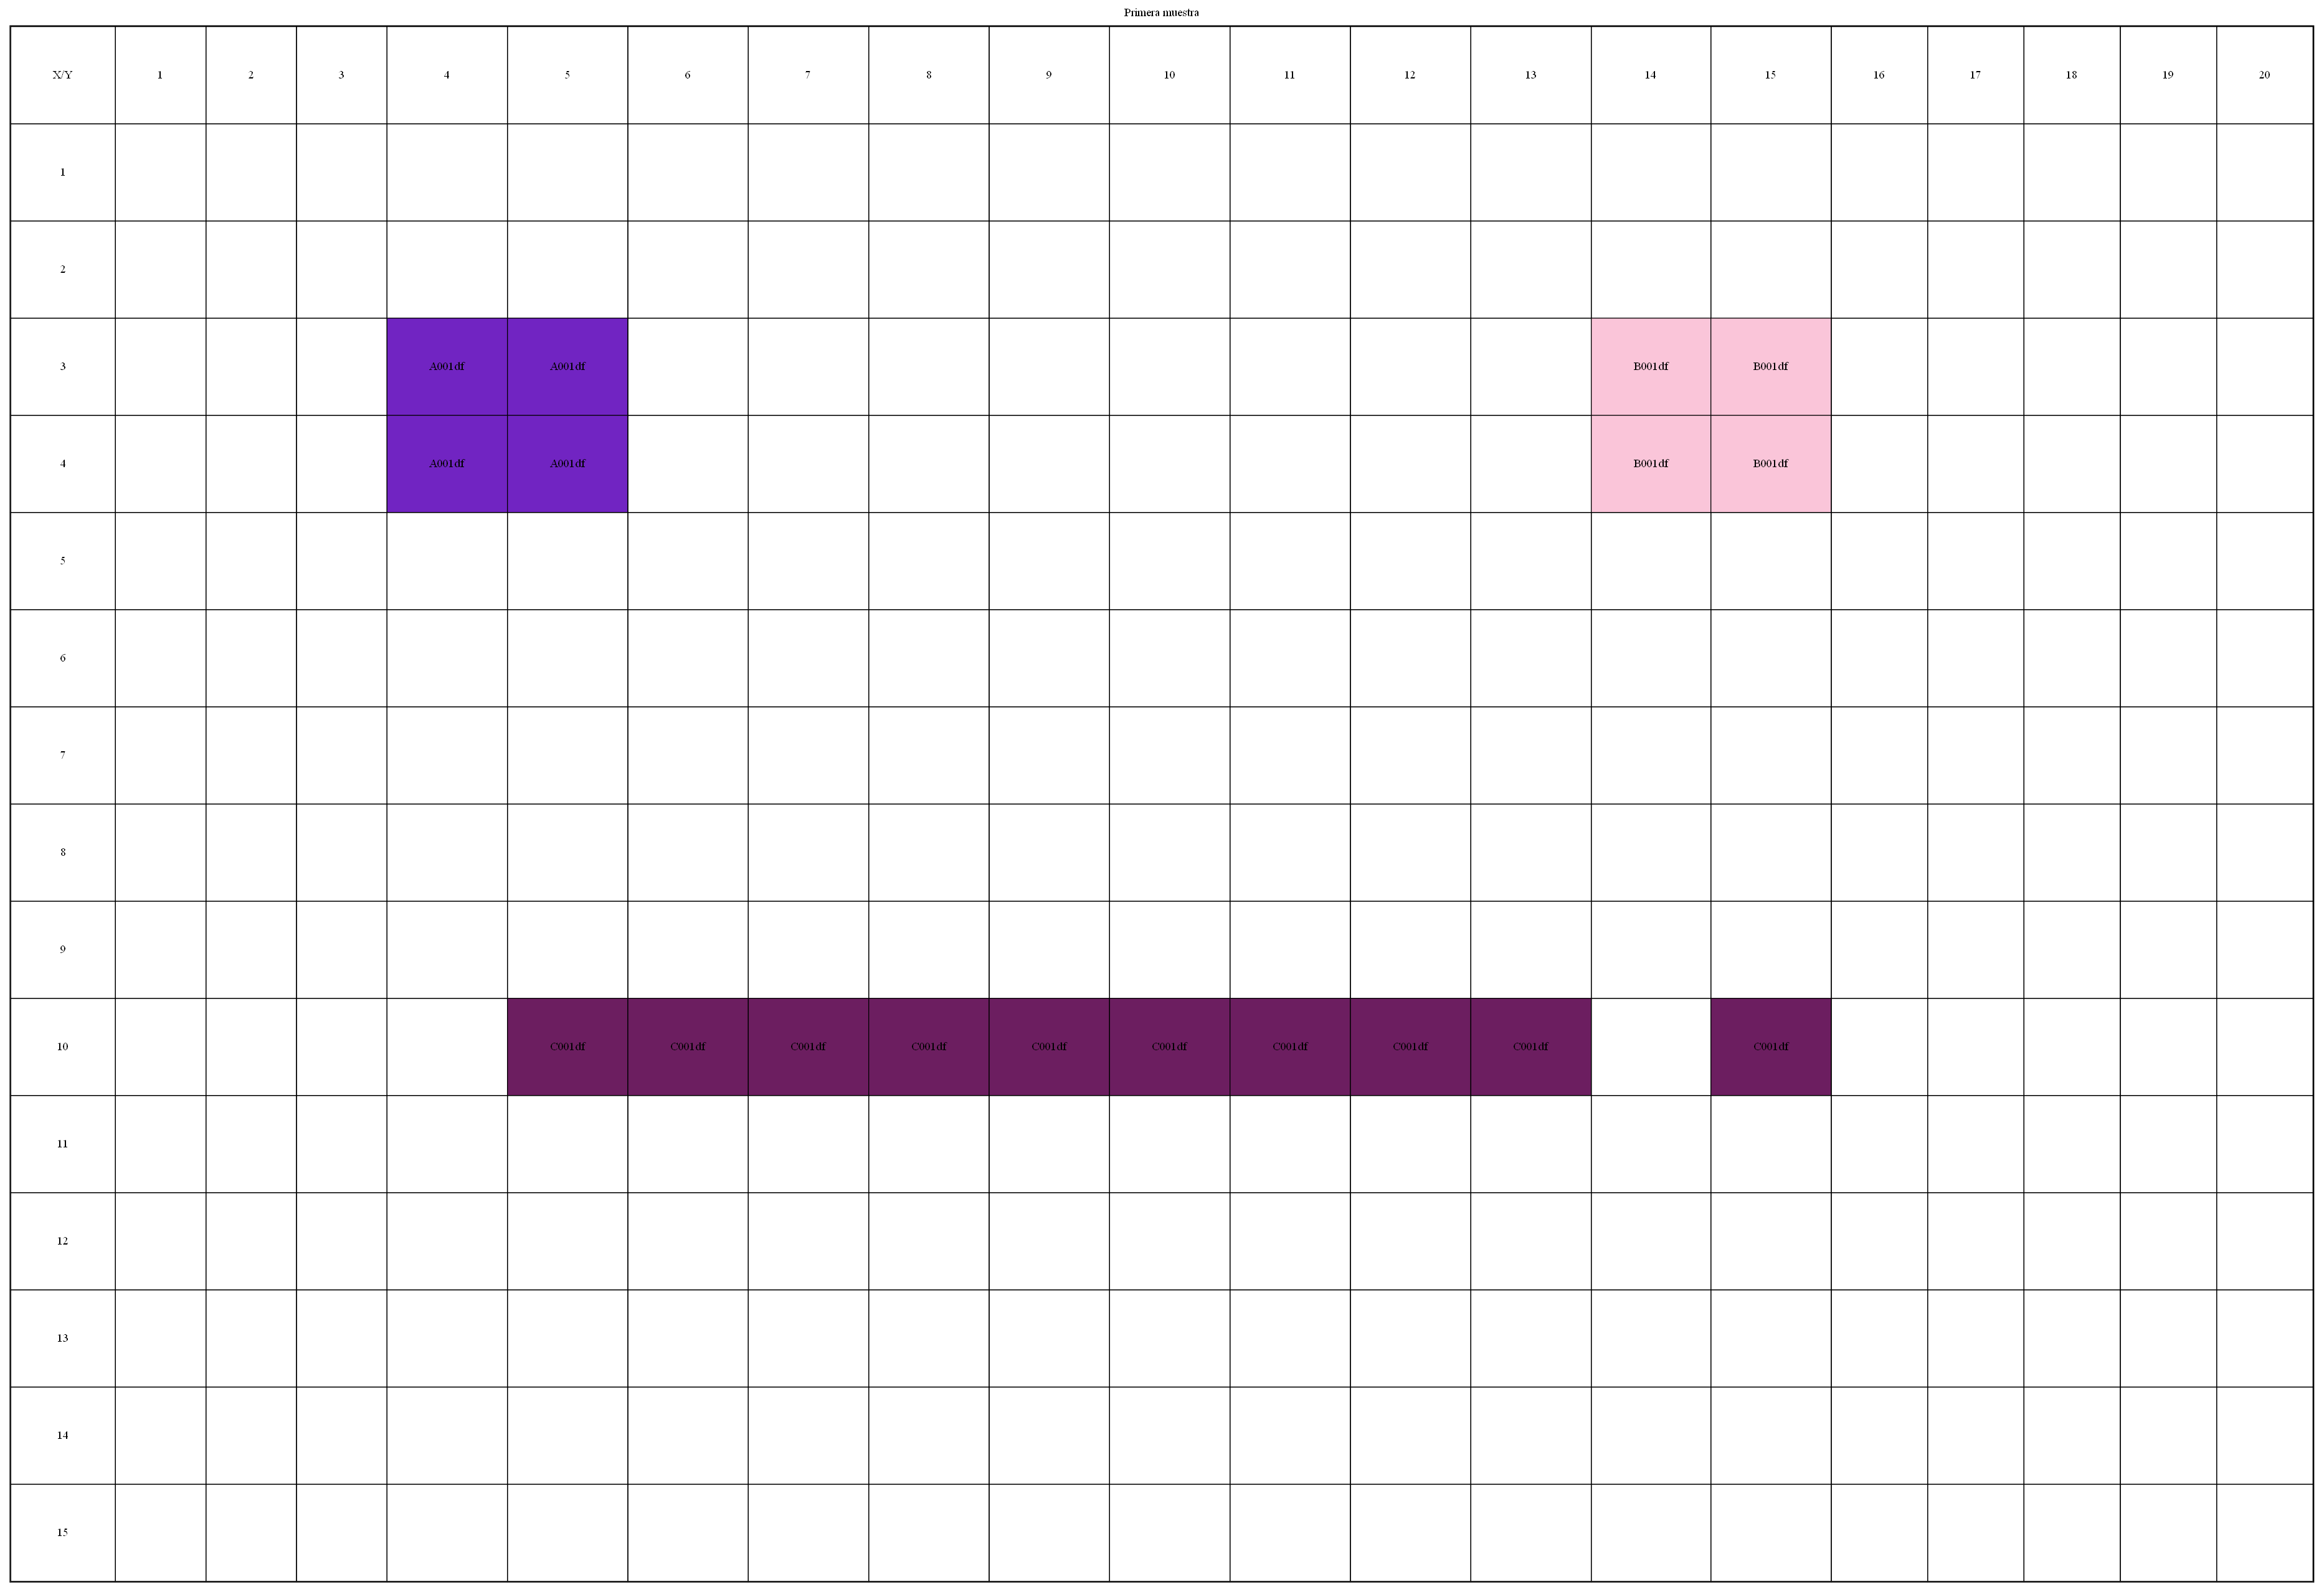 Primera muestra
X/Y 1 2 3 4 5 6 7 8 9 10 11 12 13 14 15 16 17 18 19 20
1
2
3 A001df A001df B001df B001df
4 A001df A001df B001df B001df
5
6
7
8
9
10 C001df C001df C001df C001df C001df C001df C001df C001df C001df C001df
11
12
13
14
15